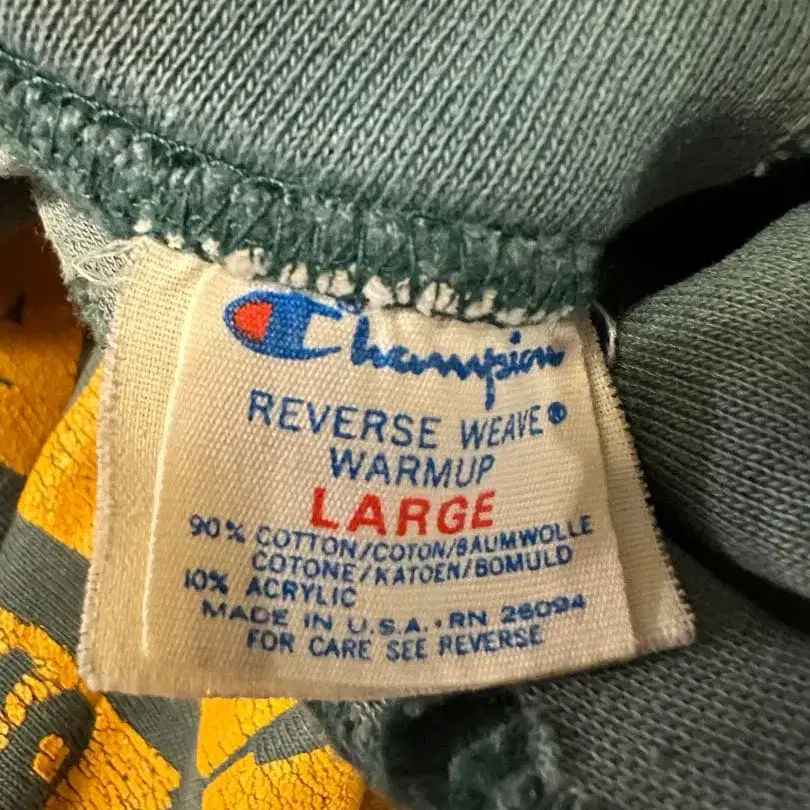 Champion
REVERSE WEAVE®
WARMUP
LARGE
90% COTTON/COTON/BAUMWOLLE
COTONE/KATOEN/BOMULD
10% ACRYLIC
MADE IN U.S.A. • RN 26094
FOR CARE SEE REVERSE